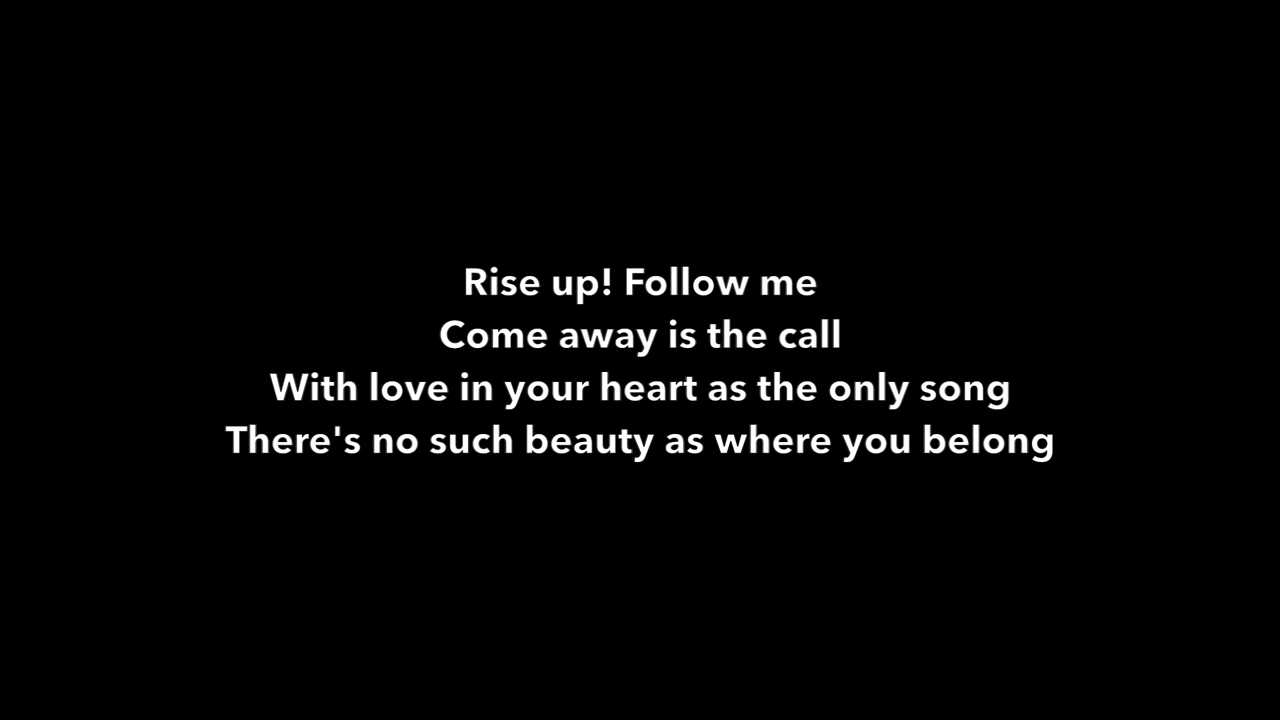 Rise up! Follow me
Come away is the call
With love in your heart as the only song
There's no such beauty as where you belong